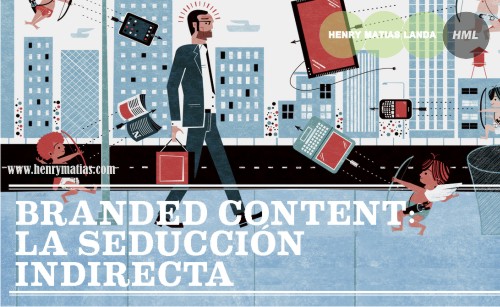 HENRY MATIAS LANDA HML
www.henrymatias.com
BRANDED CONTENT:
LA SEDUCCIÓN
INDIRECTA